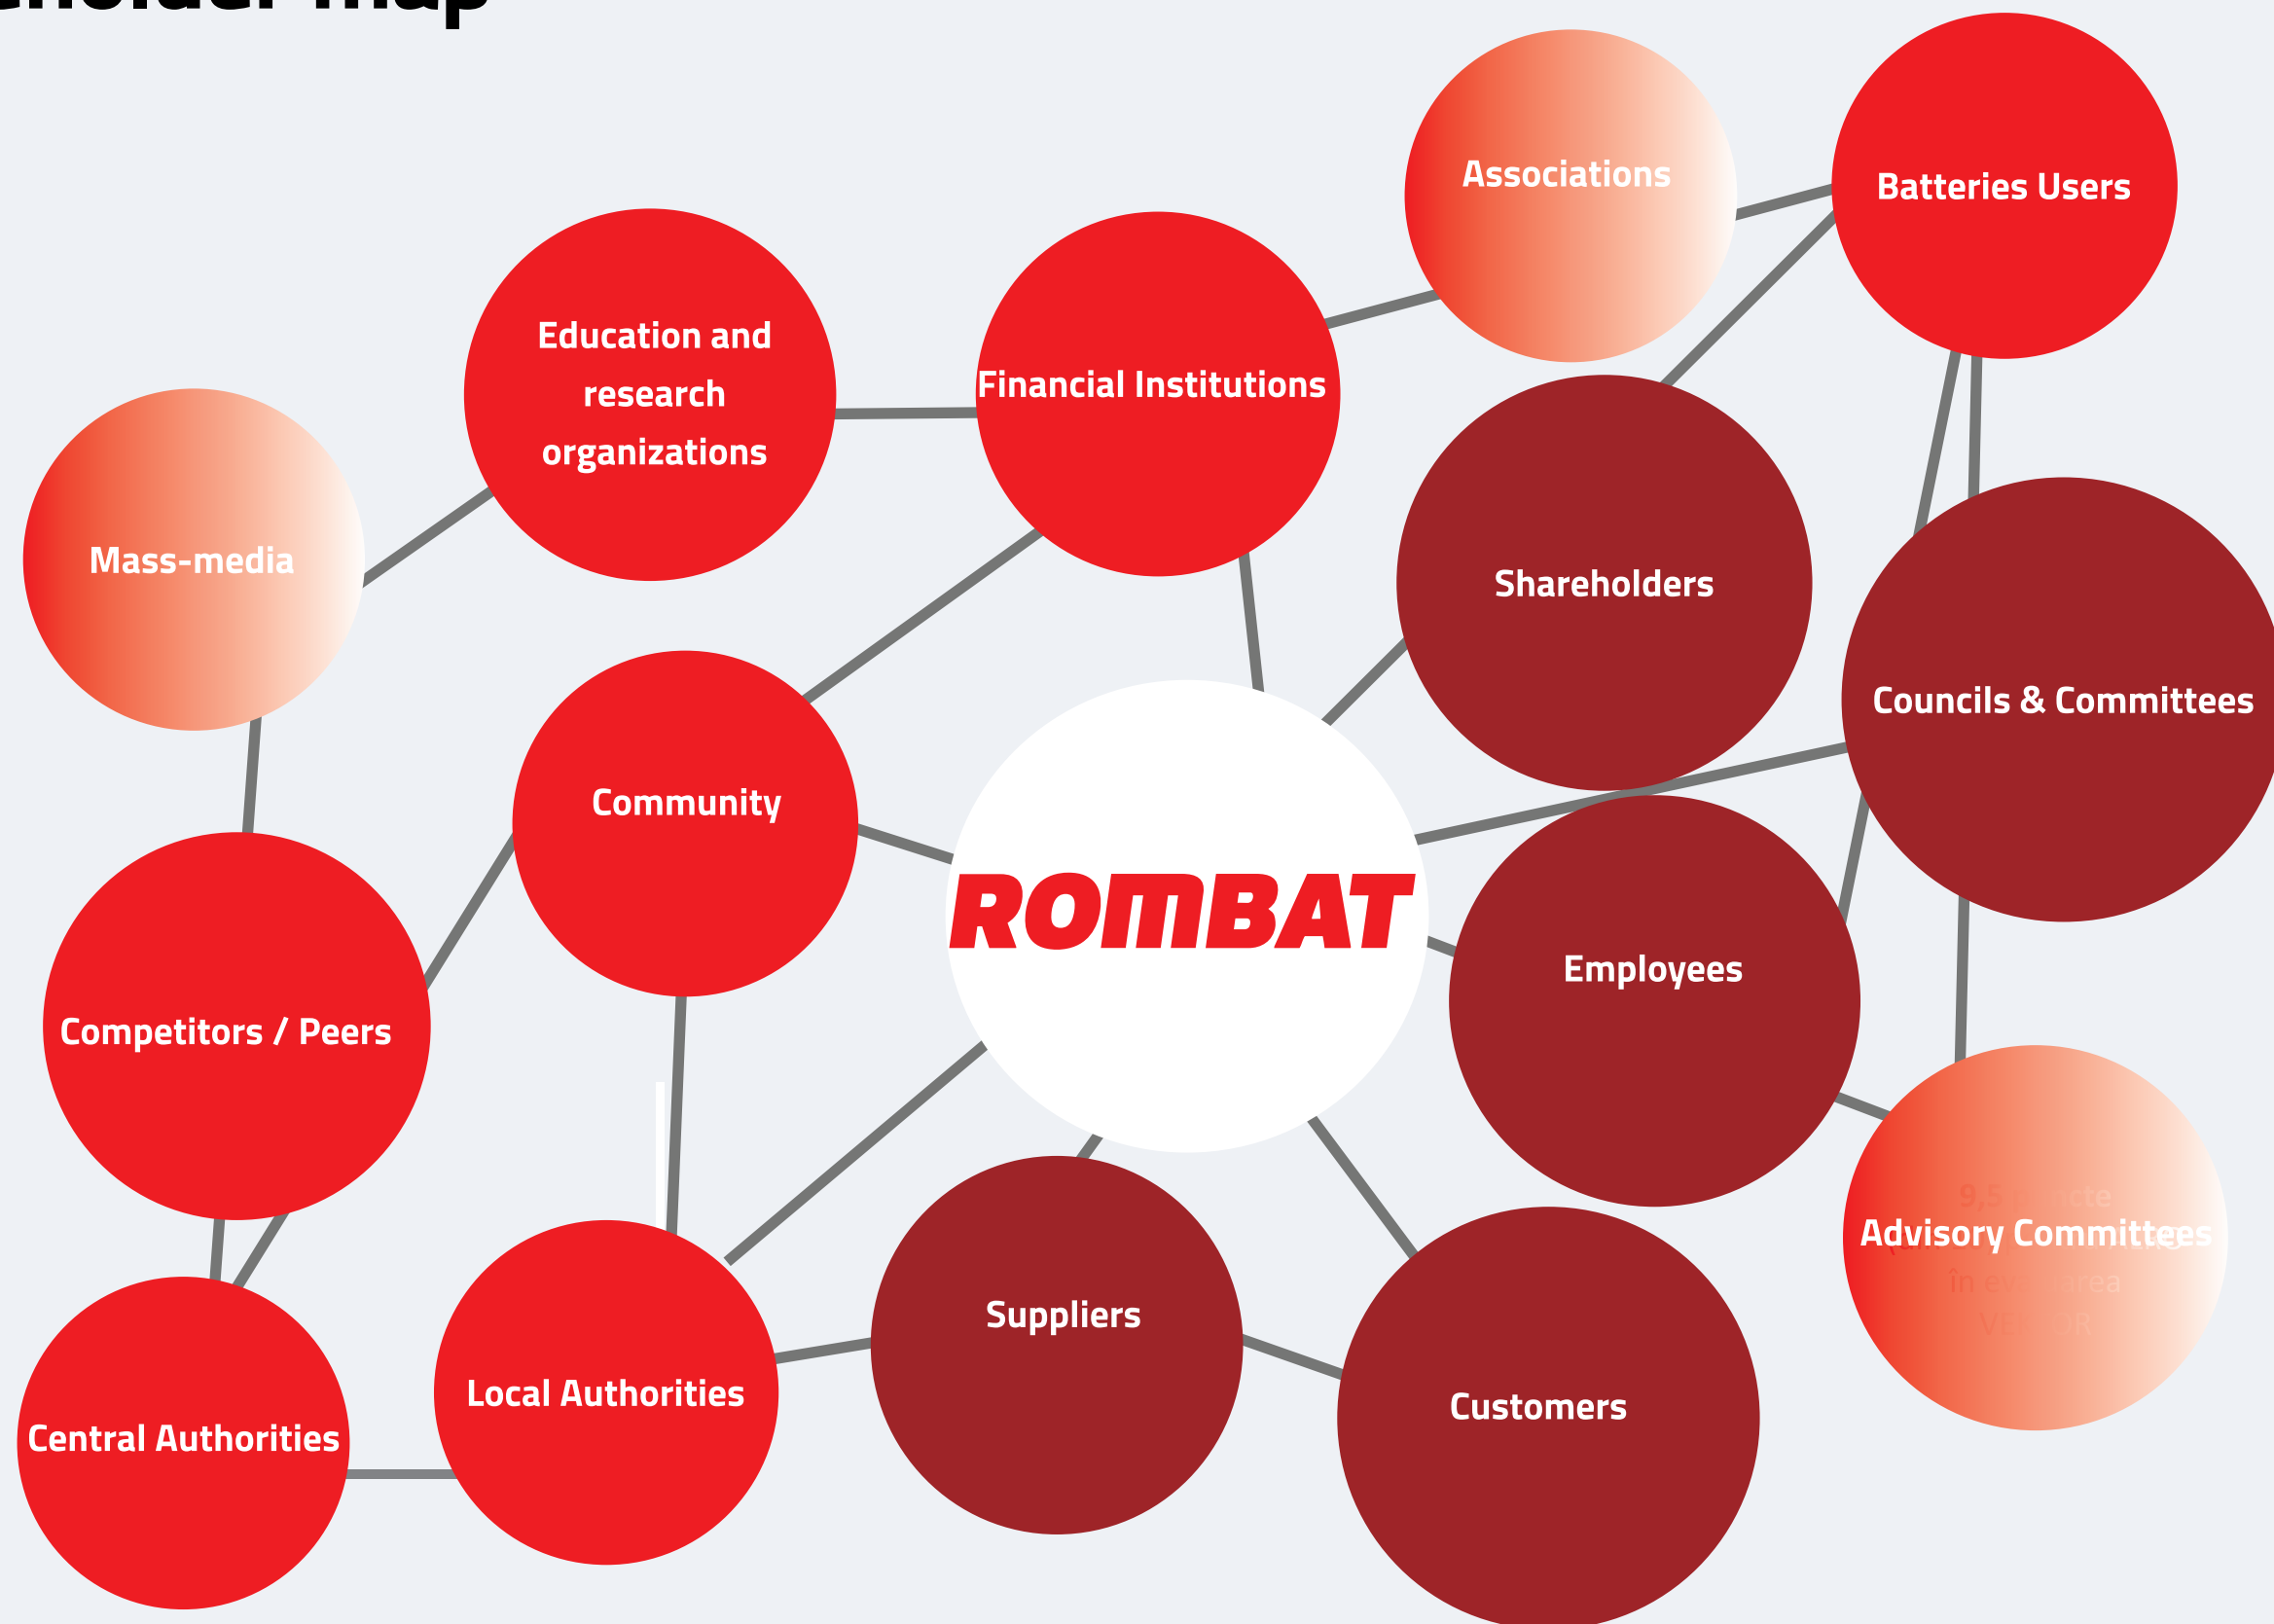 map
Associations
Batteries Users
Education and
research
organizations
Financial Institutions
Mass-media
Shareholders
Councils & Committees
Community
ROMBAT
Employees
Competitors / Peers
Advisory Committees
Suppliers
Customers
Local Authorities
Central Authorities